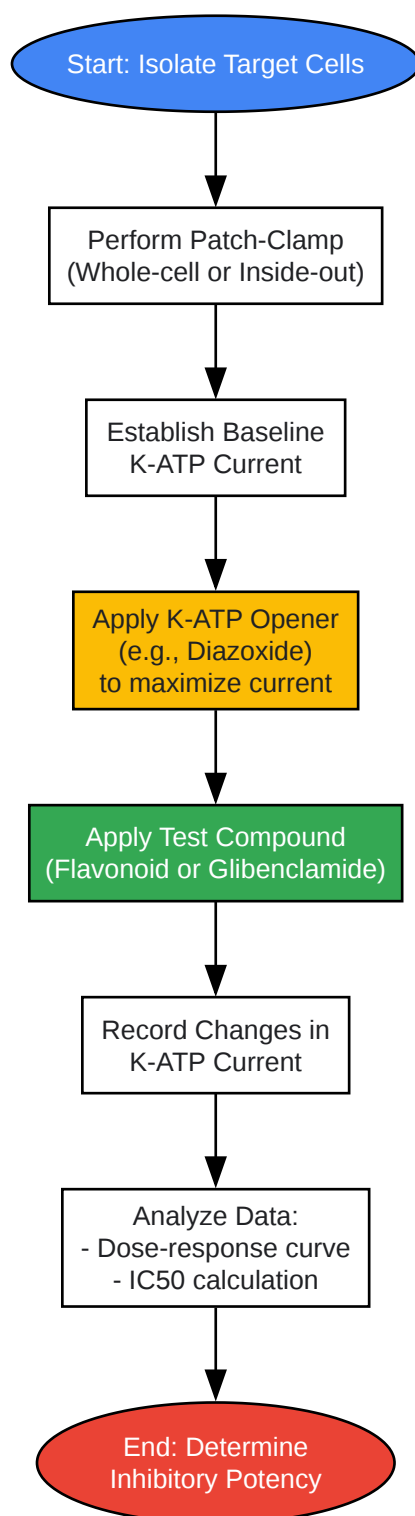 Start: Isolate Target Cells
Perform Patch-Clamp
(Whole-cell or Inside-out)
Establish Baseline
K-ATP Current
Apply K-ATP Opener
(e.g., Diazoxide)
to maximize current
Apply Test Compound
(Flavonoid or Glibenclamide)
Record Changes in
K-ATP Current
Analyze Data:
- Dose-response curve
- IC50 calculation
End: Determine
Inhibitory Potency